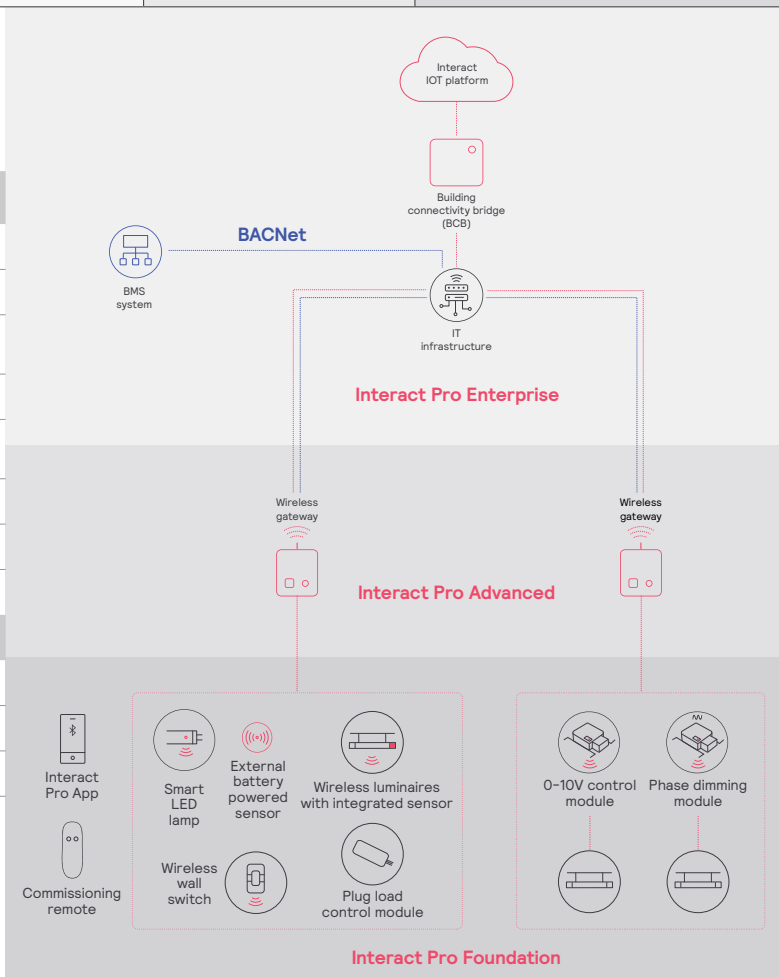 Interact
IOT platform
Building
connectivity bridge
(BCB)
BACNet
BMS
system
IT
infrastructure
Interact Pro Enterprise
Wireless
gateway
Wireless
gateway
Interact Pro Advanced
Interact
Pro App
Smart
LED
lamp
External
battery
powered
sensor
Wireless luminaires
with integrated sensor
0-10V control
module
Phase dimming
module
Commissioning
remote
Wireless
wall
switch
Plug load
control module
Interact Pro Foundation